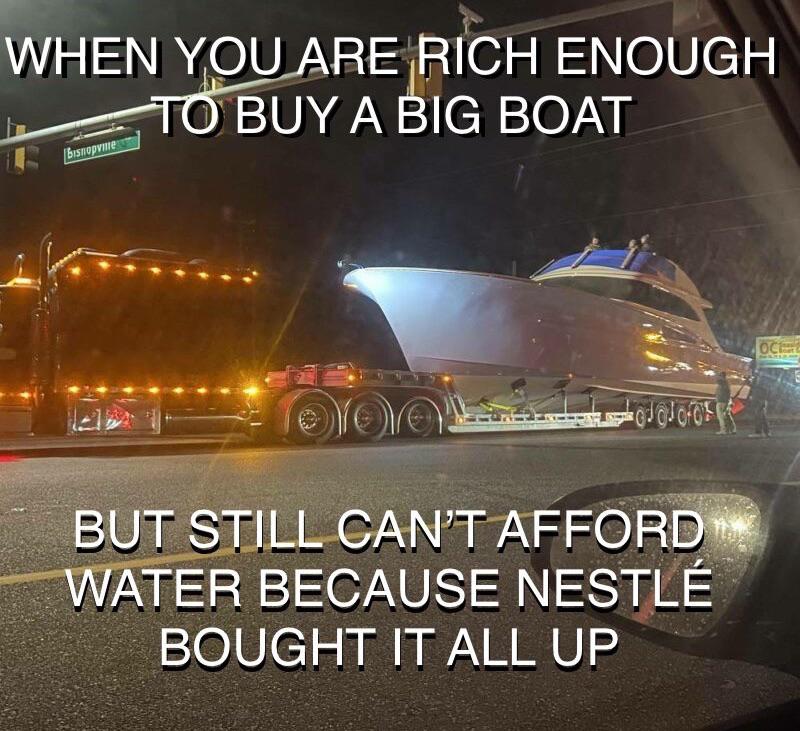 WHEN YOU ARE RICH ENOUGH
TO BUY A BIG BOAT
Bishopville
OC
BUT STILL CAN'T AFFORD
WATER BECAUSE NESTLÉ
BOUGHT IT ALL UP